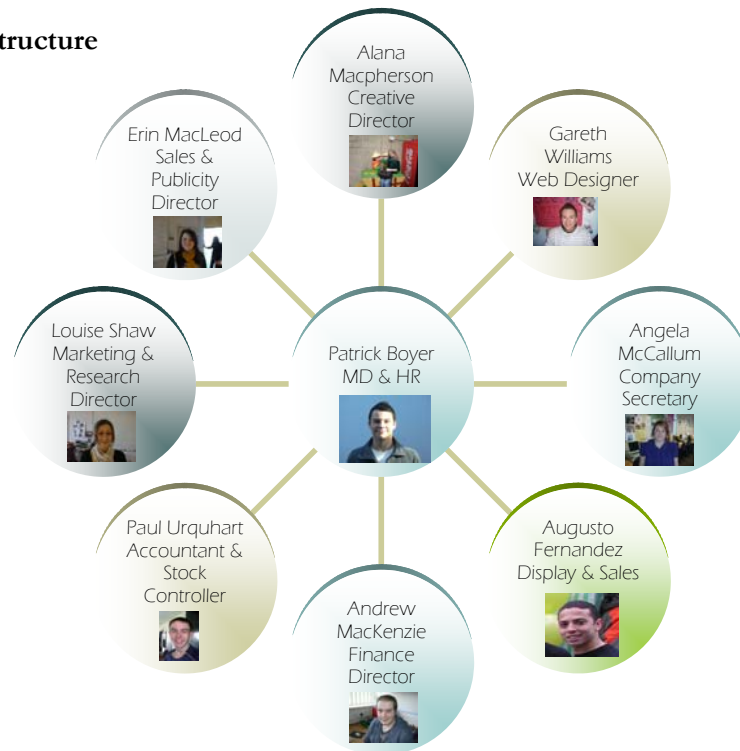 tructure
Alana
Macpherson
Creative
Director
Erin MacLeod
Sales &
Publicity
Director
Gareth
Williams
Web Designer
Louise Shaw
Marketing &
Research
Director
Patrick Boyer
MD & HR
Angela
McCallum
Company
Secretary
Paul Urquhart
Accountant &
Stock
Controller
Augusto
Fernandez
Display & Sales
Andrew
MacKenzie
Finance
Director